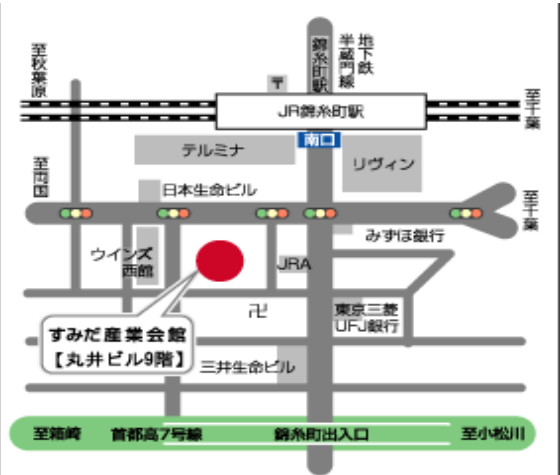 至秋葉原
錦糸町駅
地下鉄
半蔵門線
〒
JR錦糸町駅
至千葉
南口
テルミナ
リヴィン
至両国
日本生命ビル
至千葉
みずほ銀行
ウインズ
西館
JRA
卍
東京三菱
UFJ銀行
すみだ産業会館
【丸井ビル9階】
三井生命ビル
至箱崎
首都高7号線
錦糸町出入口
至小松川